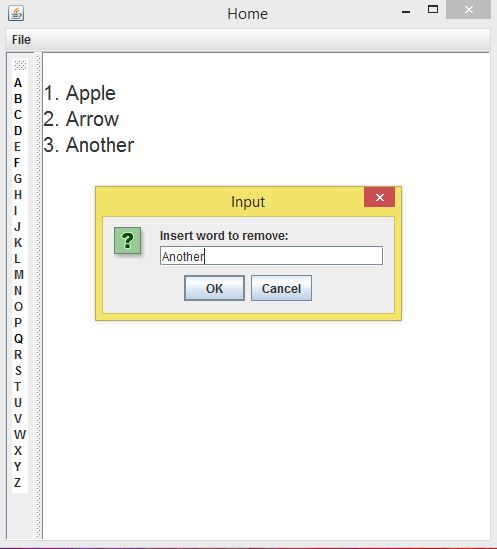 Home
File
A
B
C
D
E
F
G
H
I
J
K
L
M
N
O
P
Q
R
S
T
U
V
W
X
Y
Z
1. Apple
2. Arrow
3. Another
Input
?
Insert word to remove:
Another
OK Cancel